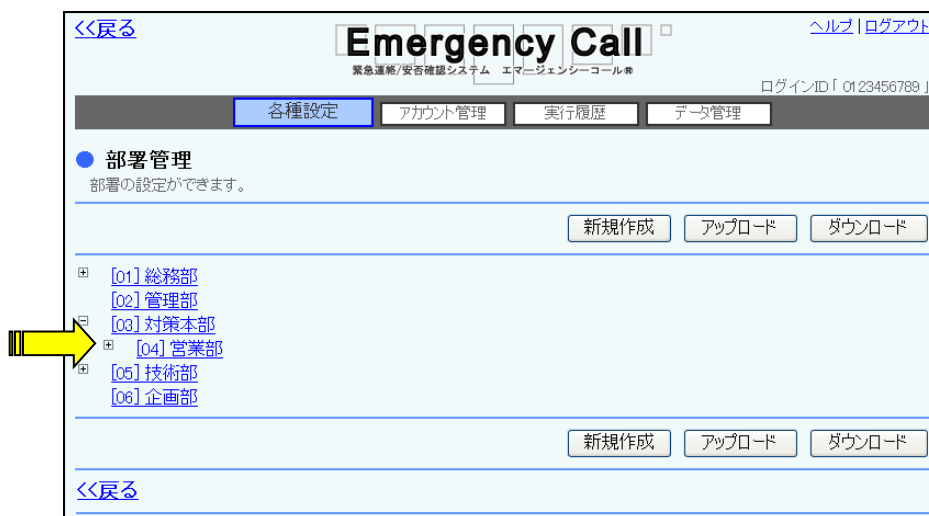 <<戻る
Emergency Call
ヘルプ | ログアウト
緊急連絡/安否確認システム エマージェンシーコール®
ログインID「 0123456789 」
各種設定 アカウント管理 実行履歴 データ管理
部署管理
部署の設定ができます。
新規作成 アップロード ダウンロード
[01] 総務部
[02] 管理部
[03] 対策本部
[04] 営業部
[05] 技術部
[06] 企画部
新規作成 アップロード ダウンロード
<<戻る